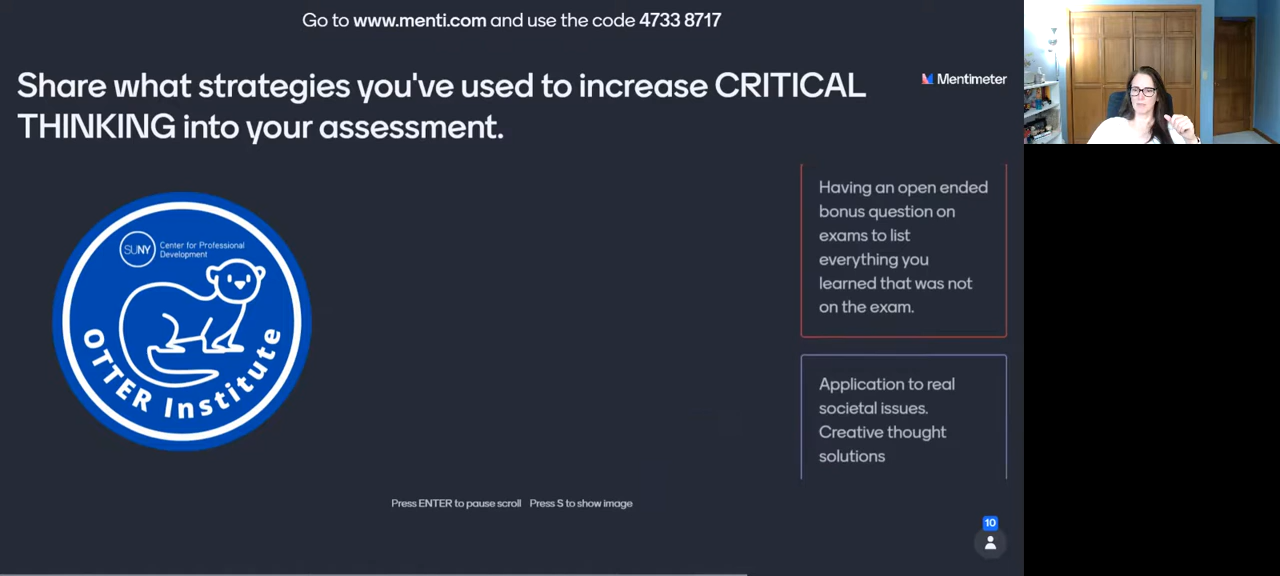 Go to www.menti.com and use the code 4733 8717
Share what strategies you've used to increase CRITICAL
THINKING into your assessment.
Mentimeter
SUNY
Center for Professional
Development
OTTER Institute
Having an open ended
bonus question on
exams to list
everything you
learned that was not
on the exam.
Application to real
societal issues.
Creative thought
solutions
Press ENTER to pause scroll Press S to show image
10